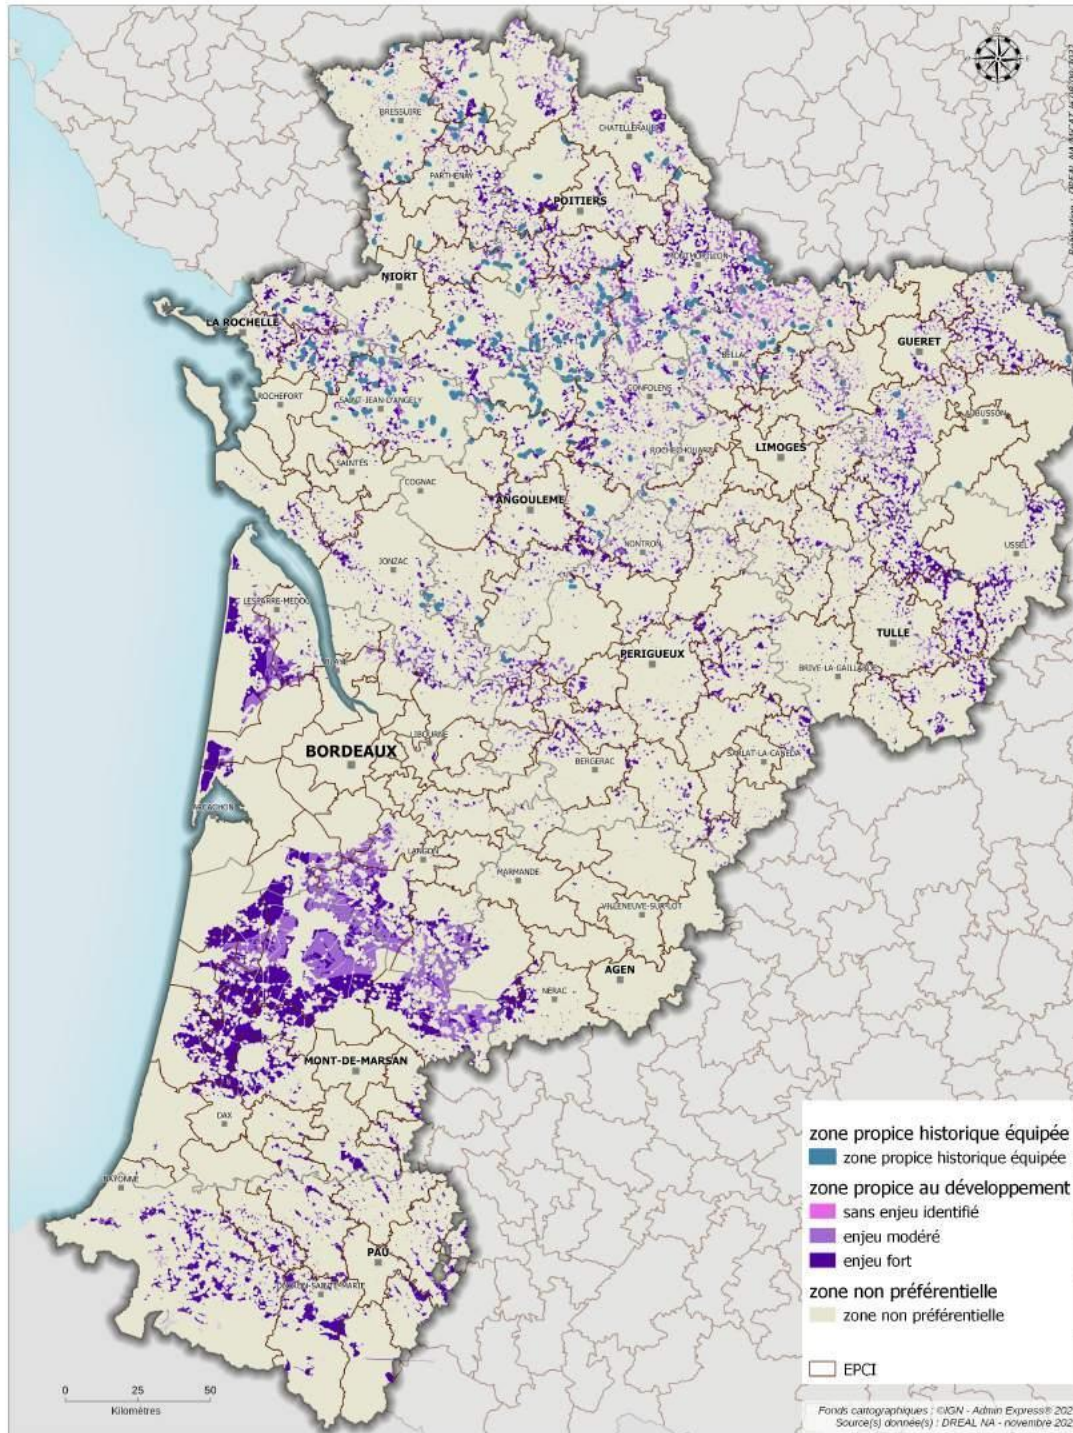 BRESSUIRE
CHATELLERAULT
PARTHENAY
POITIERS
MONTMORILLON
NIORT
LA ROCHELLE
GUERET
BELLAC
ROCHEFORT
SAINT-JEAN-D'ANGELY
CONFOLENS
AUBUSSON
LIMOGES
ROCHECHOUART
SAINTES
COGNAC
ANGOULEME
NONTRON
USSEL
JONZAC
LESPARRE-MEDOC
TULLE
PERIGUEUX
BRIVE-LA-GAILLARDE
BLAYE
LIBOURNE
BORDEAUX
BERGERAC
SARLAT-LA-CANEDA
ARCACHON
LANGON
MARMANDE
VILLENEUVE-SUR-LOT
AGEN
NERAC
MONT-DE-MARSAN
DAX
BAYONNE
PAU
OLORON-SAINTE-MARIE
zone propice historique équipée
zone propice historique équipée
zone propice au développement
sans enjeu identifié
enjeu modéré
enjeu fort
zone non préférentielle
zone non préférentielle
EPCI
0 25 50
Kilomètres
Fonds cartographiques : ©IGN - Admin Express® 202
Source(s) donnée(s) : DREAL NA - novembre 202